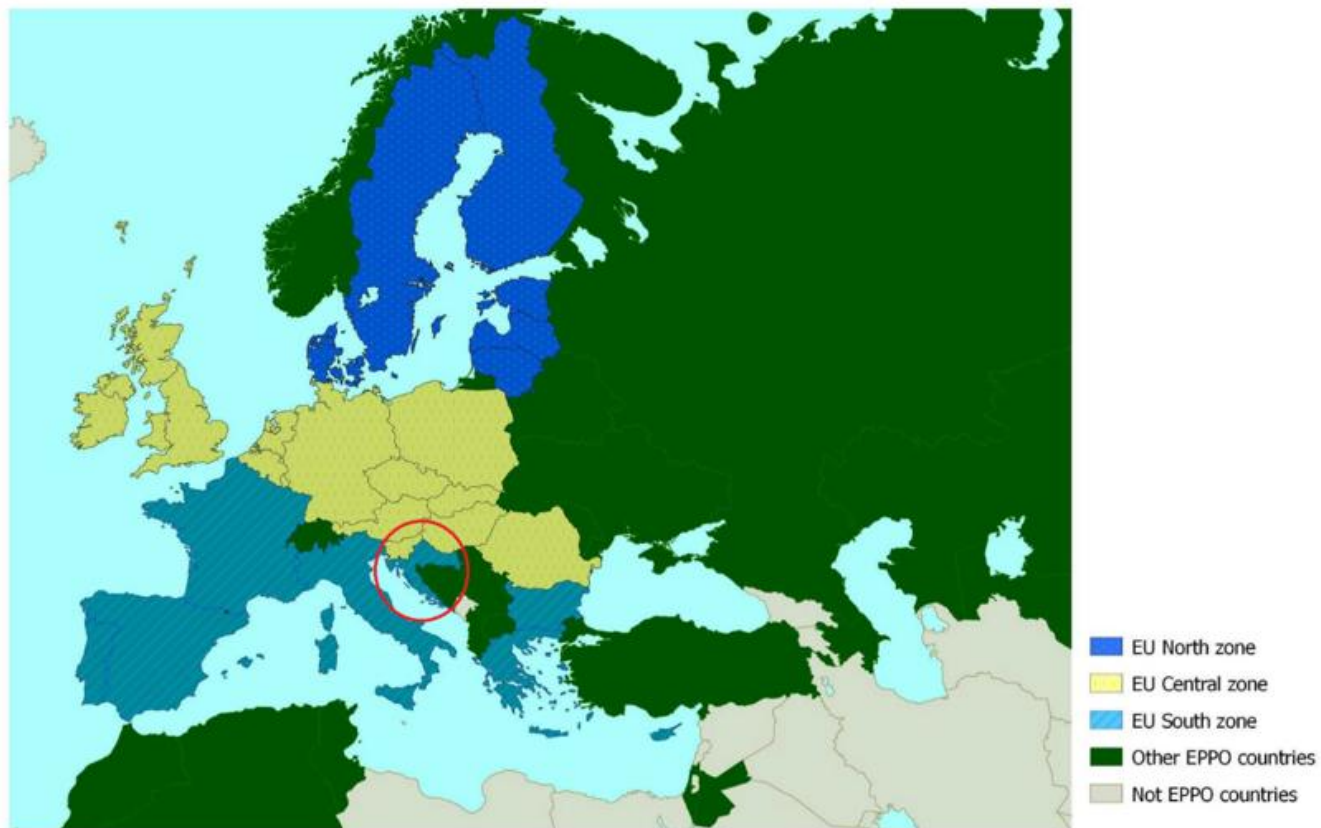 EU North zone
EU Central zone
EU South zone
Other EPPO countries
Not EPPO countries